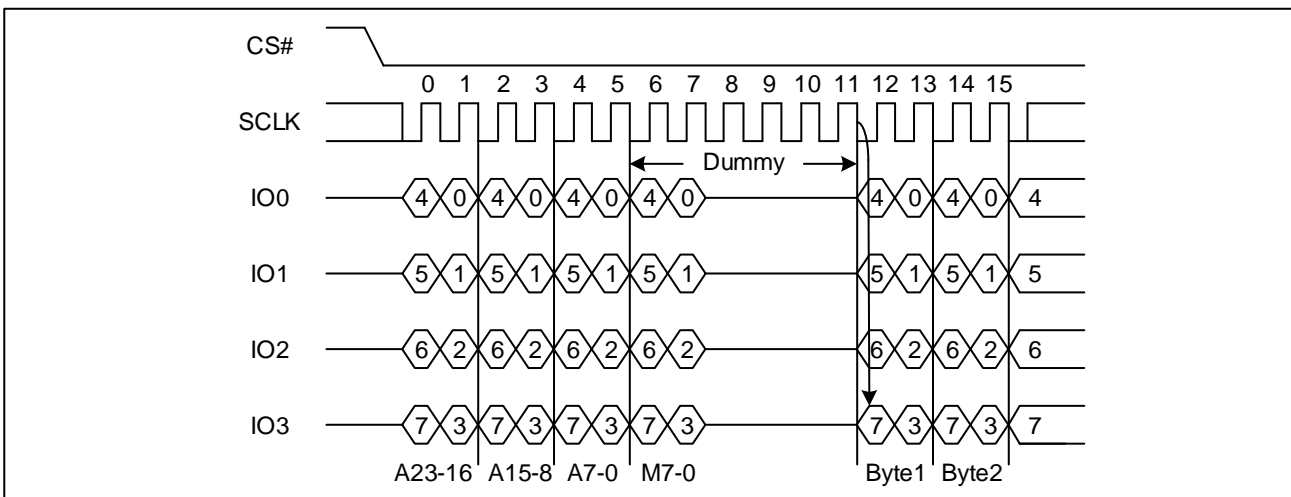 CS#
0 1 2 3 4 5 6 7 8 9 10 11 12 13 14 15
SCLK
Dummy
IO0 4 0 4 0 4 0 4 0 4 0 4 0 4
IO1 5 1 5 1 5 1 5 1 5 1 5 1 5
IO2 6 2 6 2 6 2 6 2 6 2 6 2 6
IO3 7 3 7 3 7 3 7 3 7 3 7 3 7
A23-16 A15-8 A7-0 M7-0 Byte1 Byte2